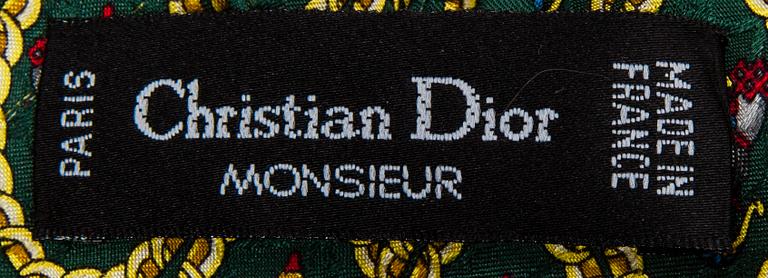 PARIS
Christian Dior
MONSIEUR
MADE IN
FRANCE